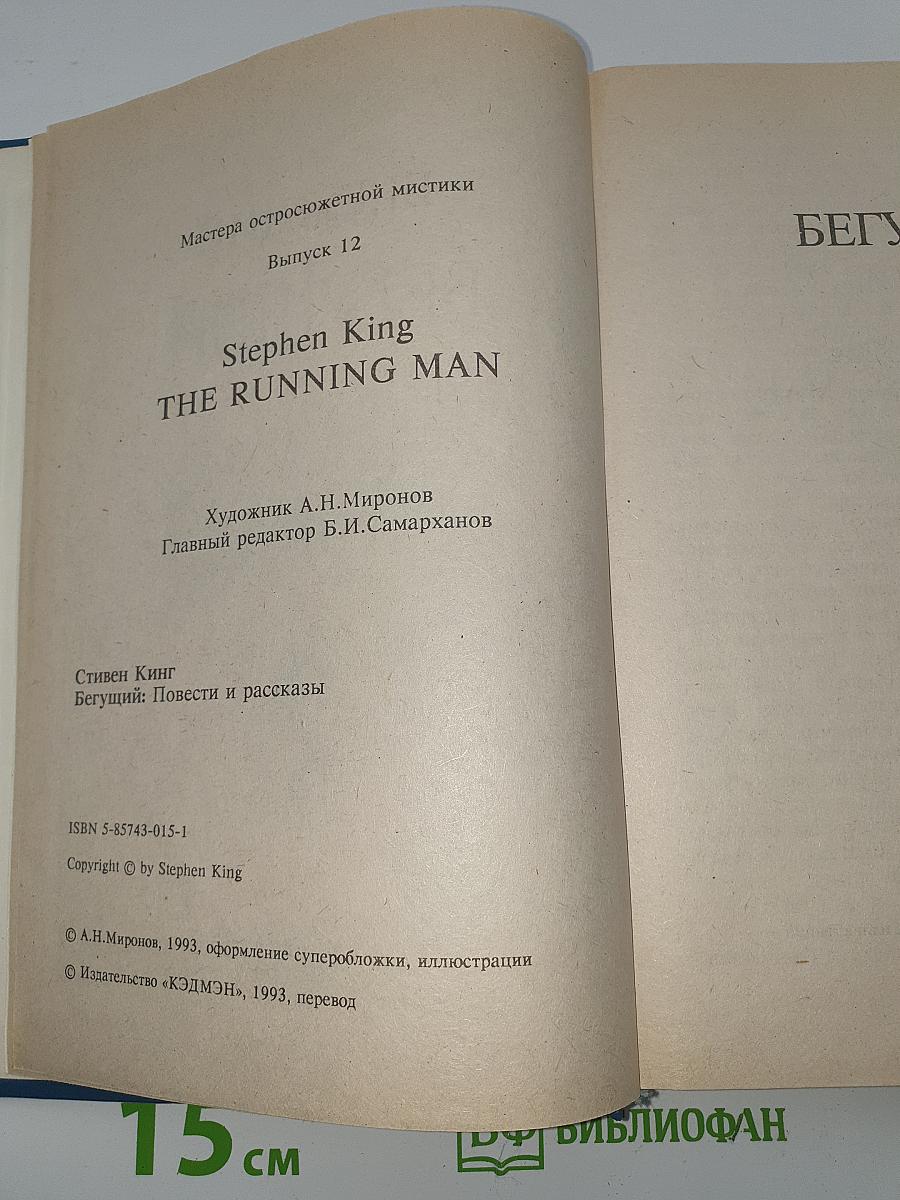 Мастера остросюжетной мистики
Выпуск 12
Stephen King
THE RUNNING MAN
Художник А.Н.Миронов
Главный редактор Б.И.Самарханов
Стивен Кинг
Бегущий: Повести и рассказы
ISBN 5-85743-015-1
Copyright © by Stephen King
© А.Н.Миронов, 1993, оформление суперобложки, иллюстрации
© Издательство «КЭДМЭН», 1993, перевод
БЕГУ
15 см
БФ БИБЛИОФАН